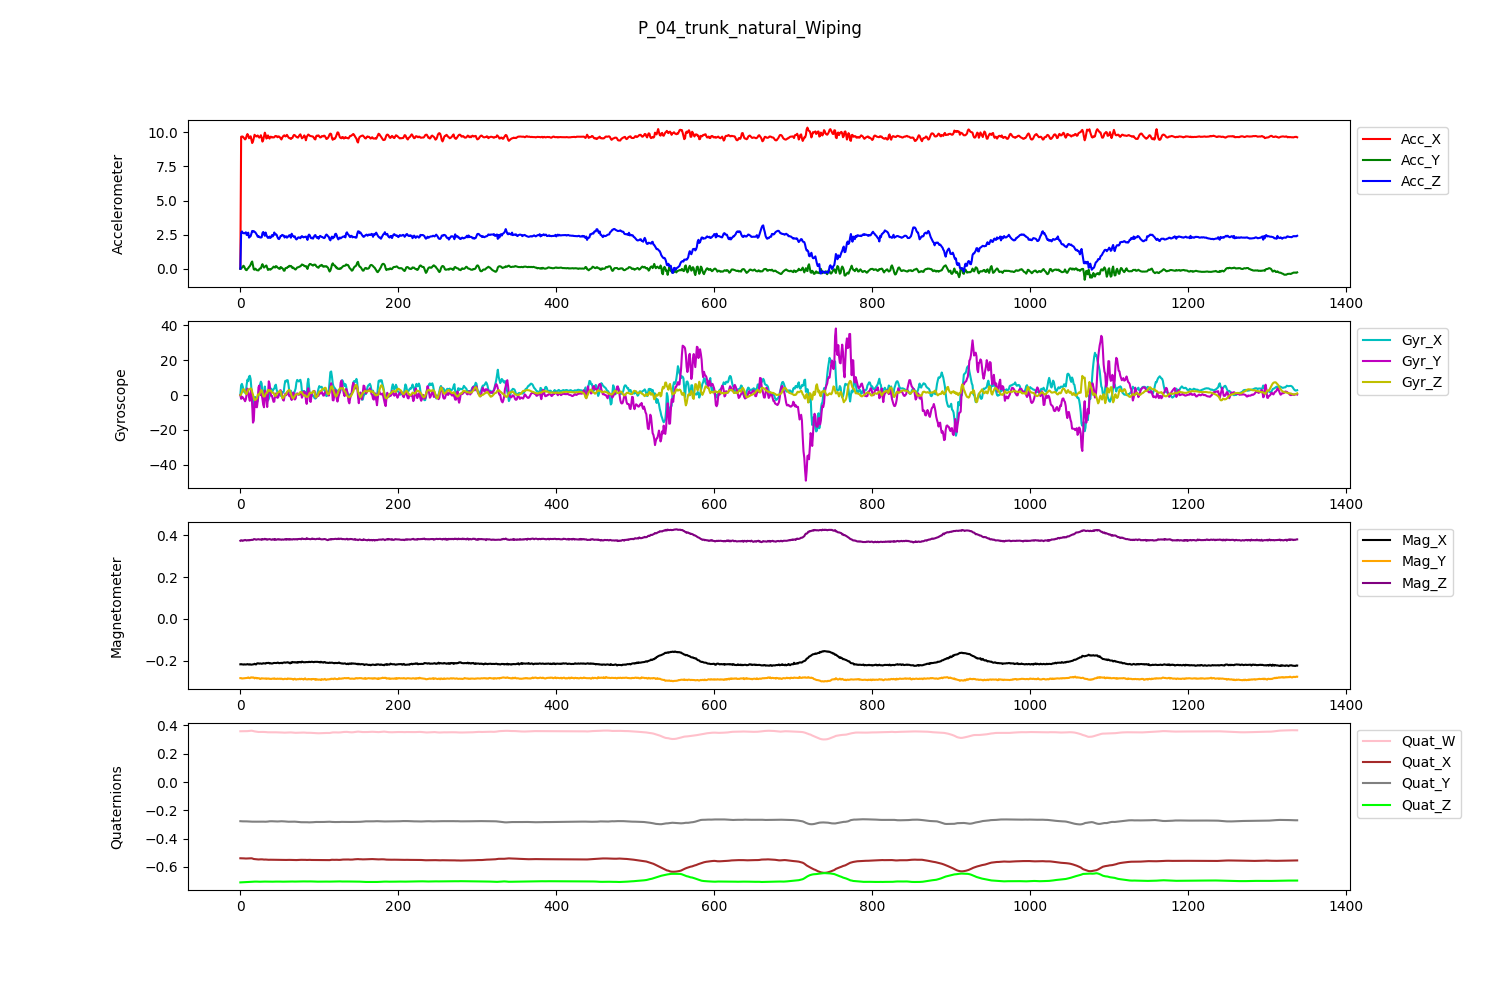 P_04_trunk_natural_Wiping
Accelerometer
10.0
7.5
5.0
2.5
0.0
0 200 400 600 800 1000 1200 1400
Acc_X
Acc_Y
Acc_Z
Gyroscope
40
20
0
−20
−40
0 200 400 600 800 1000 1200 1400
Gyr_X
Gyr_Y
Gyr_Z
Magnetometer
0.4
0.2
0.0
−0.2
0 200 400 600 800 1000 1200 1400
Mag_X
Mag_Y
Mag_Z
Quaternions
0.4
0.2
0.0
−0.2
−0.4
−0.6
0 200 400 600 800 1000 1200 1400
Quat_W
Quat_X
Quat_Y
Quat_Z